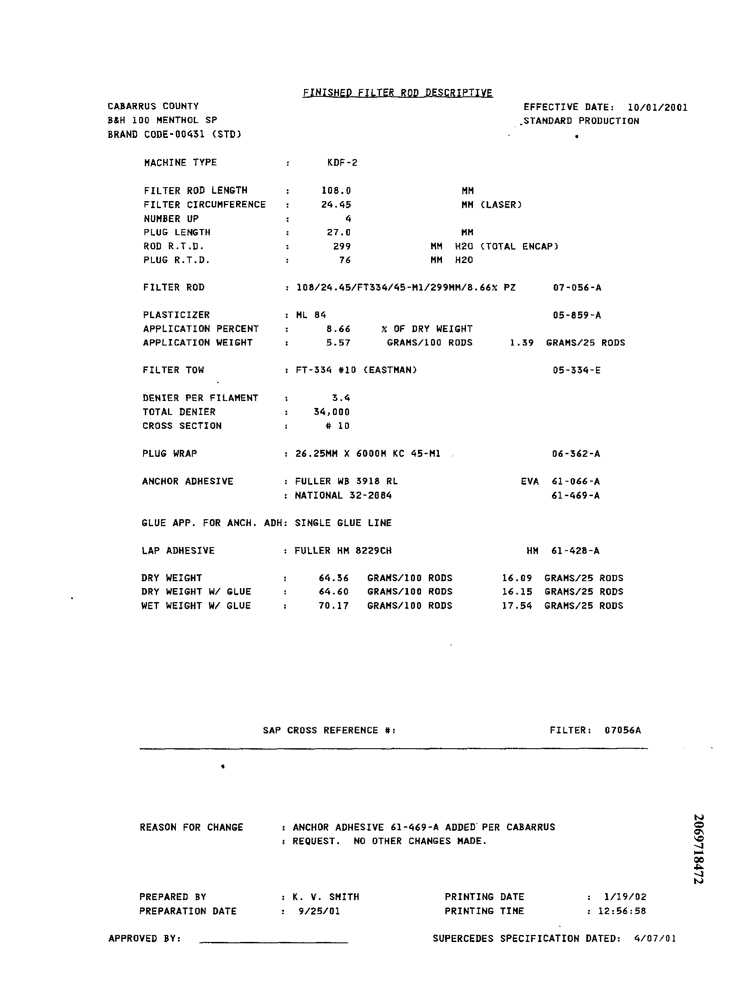 FINISHED FILTER ROD DESCRIPTIVE
CABARRUS COUNTY EFFECTIVE DATE: 10/01/2001
B&H 100 MENTHOL SP STANDARD PRODUCTION
BRAND CODE-00431 (STD)
MACHINE TYPE : KDF-2
FILTER ROD LENGTH : 108.0 MM
FILTER CIRCUMFERENCE : 24.45 MM (LASER)
NUMBER UP : 4
PLUG LENGTH : 27.0 MM
ROD R.T.D. : 299 MM H2O (TOTAL ENCAP)
PLUG R.T.D. : 76 MM H2O
FILTER ROD : 108/24.45/FT334/45-M1/299MM/8.66% PZ 07-056-A
PLASTICIZER : ML 84 05-859-A
APPLICATION PERCENT : 8.66 % OF DRY WEIGHT
APPLICATION WEIGHT : 5.57 GRAMS/100 RODS 1.39 GRAMS/25 RODS
FILTER TOW : FT-334 #10 (EASTMAN) 05-334-E
DENIER PER FILAMENT : 3.4
TOTAL DENIER : 34,000
CROSS SECTION : # 10
PLUG WRAP : 26.25MM X 6000M KC 45-M1 06-362-A
ANCHOR ADHESIVE : FULLER WB 3918 RL EVA 61-066-A
: NATIONAL 32-2084 61-469-A
GLUE APP. FOR ANCH. ADH: SINGLE GLUE LINE
LAP ADHESIVE : FULLER HM 8229CH HM 61-428-A
DRY WEIGHT : 64.36 GRAMS/100 RODS 16.09 GRAMS/25 RODS
DRY WEIGHT W/ GLUE : 64.60 GRAMS/100 RODS 16.15 GRAMS/25 RODS
WET WEIGHT W/ GLUE : 70.17 GRAMS/100 RODS 17.54 GRAMS/25 RODS
SAP CROSS REFERENCE #: FILTER: 07056A
REASON FOR CHANGE : ANCHOR ADHESIVE 61-469-A ADDED PER CABARRUS
: REQUEST. NO OTHER CHANGES MADE.
2069718472
PREPARED BY : K. V. SMITH PRINTING DATE : 1/19/02
PREPARATION DATE : 9/25/01 PRINTING TIME : 12:56:58
APPROVED BY: SUPERCEDES SPECIFICATION DATED: 4/07/01